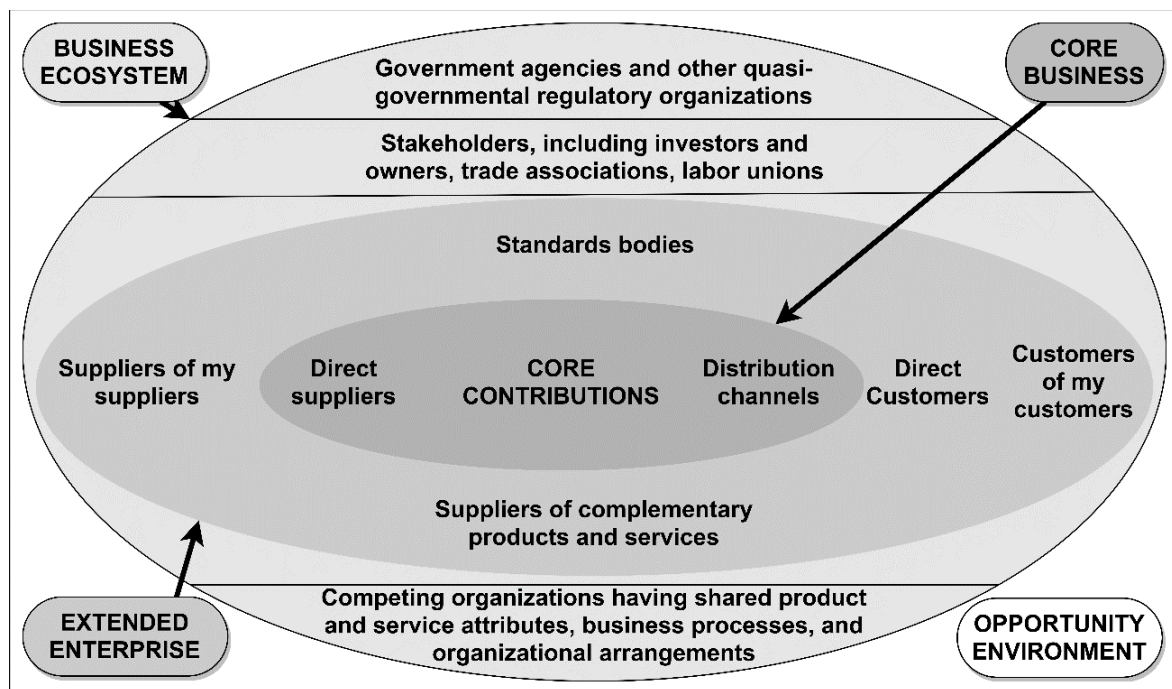 BUSINESS
ECOSYSTEM
CORE
BUSINESS
Government agencies and other quasi-
governmental regulatory organizations
Stakeholders, including investors and
owners, trade associations, labor unions
Standards bodies
Suppliers of my
suppliers
Direct
suppliers
CORE
CONTRIBUTIONS
Distribution
channels
Direct
Customers
Customers
of my
customers
Suppliers of complementary
products and services
Competing organizations having shared product
and service attributes, business processes, and
organizational arrangements
EXTENDED
ENTERPRISE
OPPORTUNITY
ENVIRONMENT